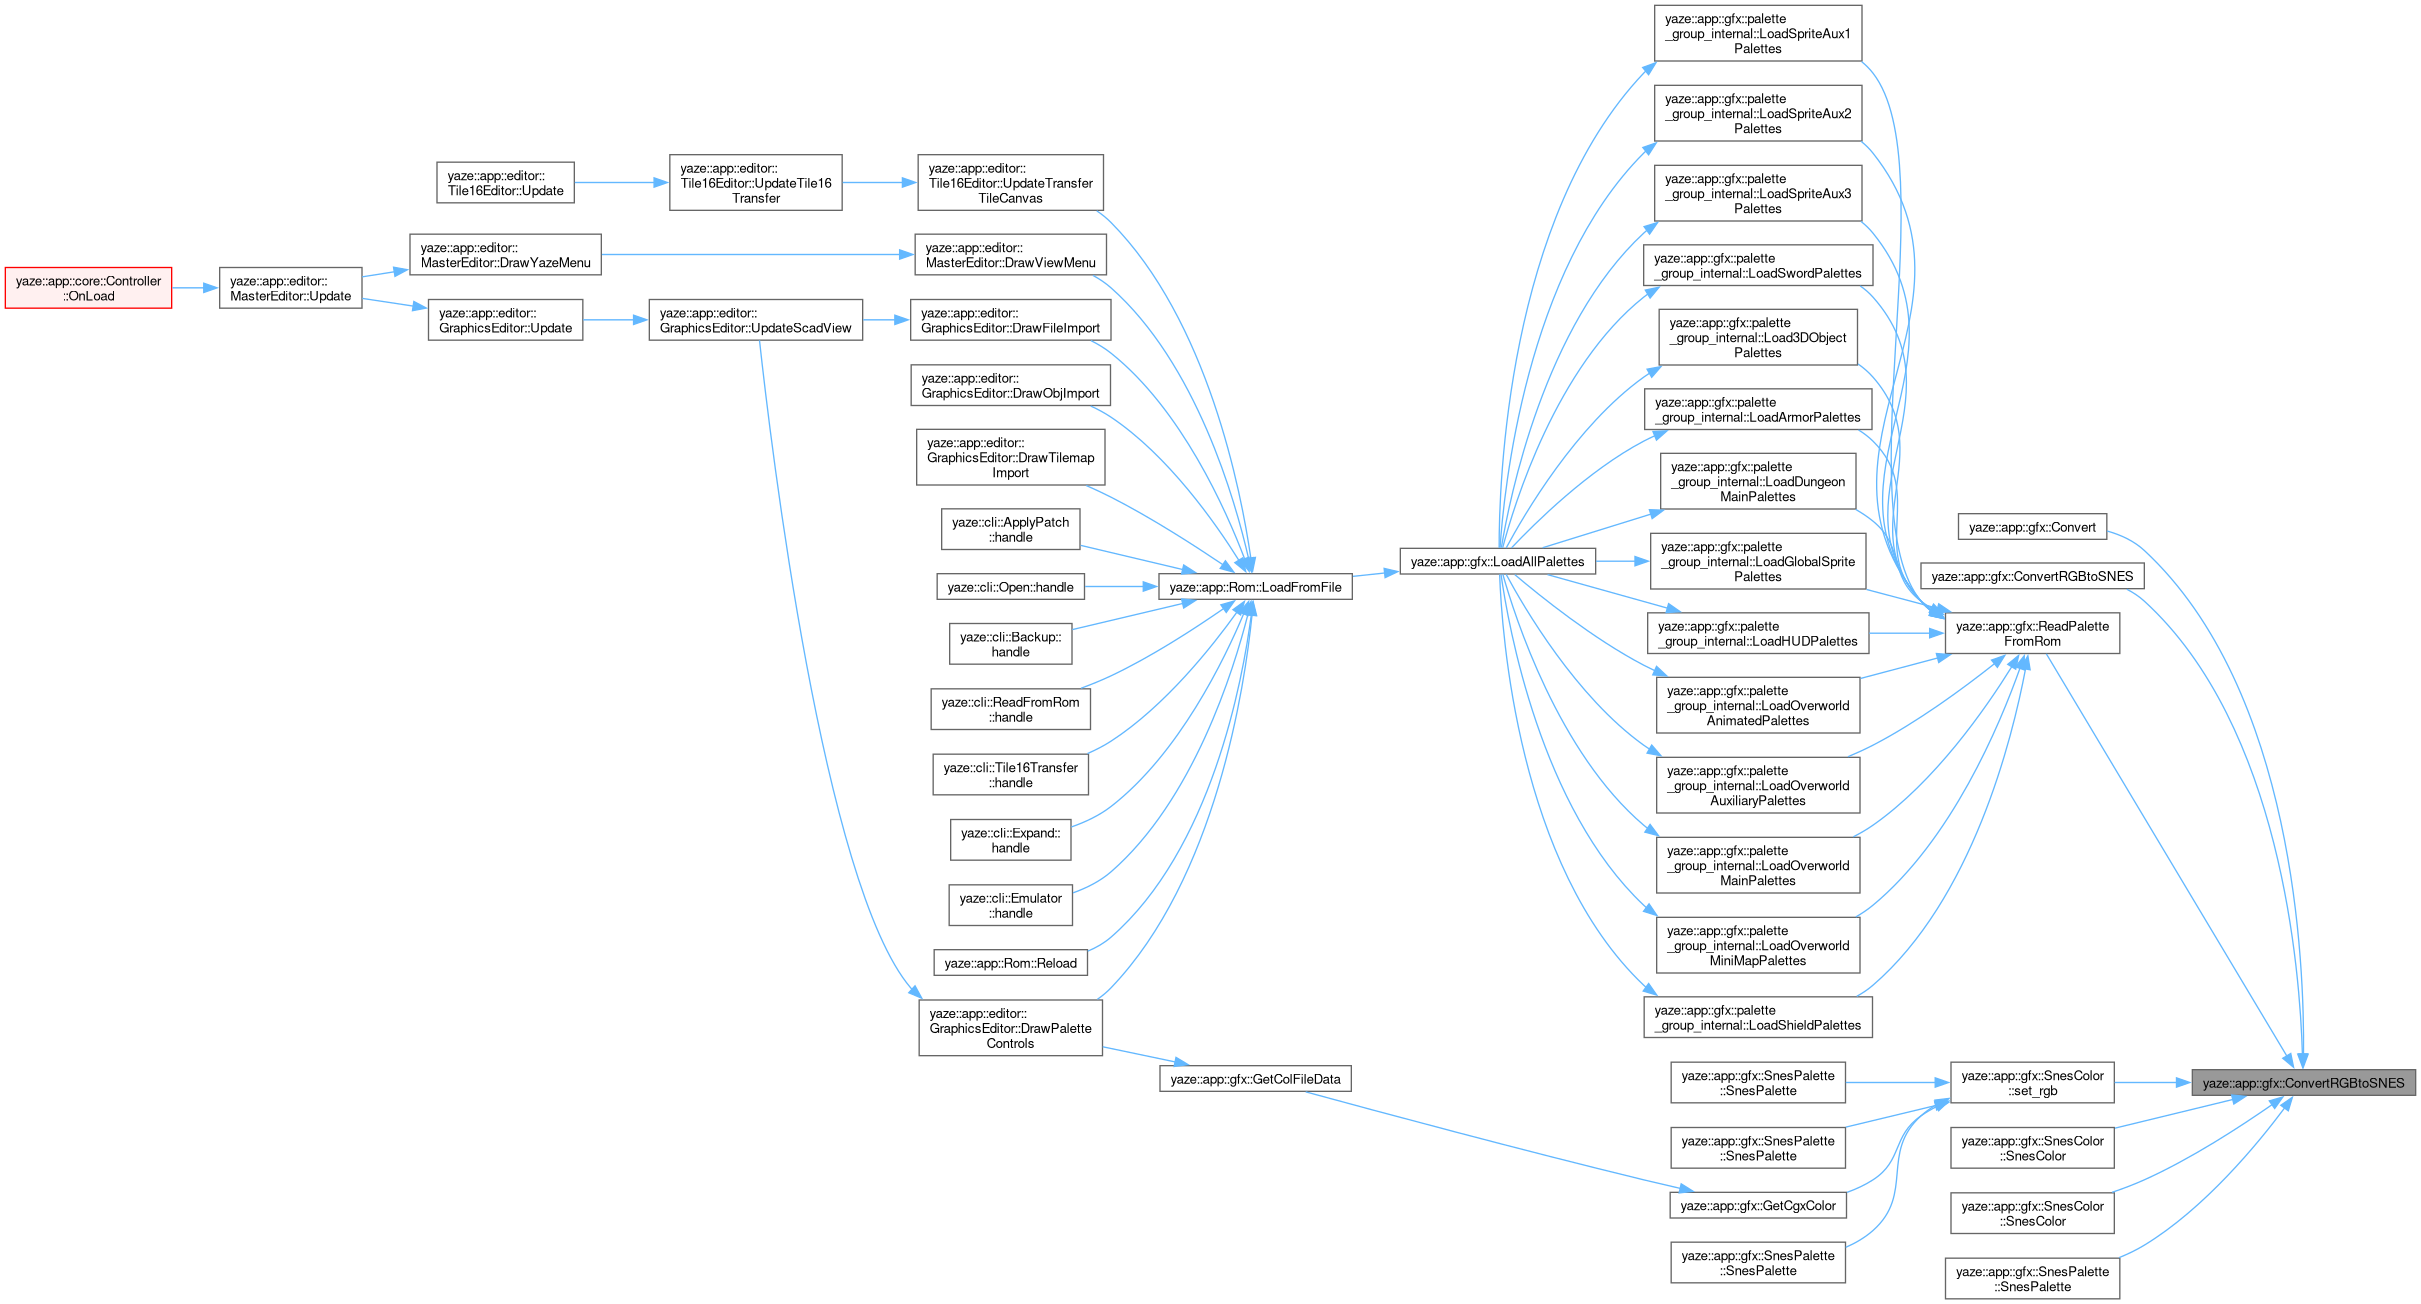 yaze::app::core::Controller
::OnLoad
yaze::app::editor::
MasterEditor::Update
yaze::app::editor::
Tile16Editor::Update
yaze::app::editor::
MasterEditor::DrawYazeMenu
yaze::app::editor::
GraphicsEditor::Update
yaze::app::editor::
Tile16Editor::UpdateTile16
Transfer
yaze::app::editor::
GraphicsEditor::UpdateScadView
yaze::app::editor::
Tile16Editor::UpdateTransfer
TileCanvas
yaze::app::editor::
MasterEditor::DrawViewMenu
yaze::app::editor::
GraphicsEditor::DrawFileImport
yaze::app::editor::
GraphicsEditor::DrawObjImport
yaze::app::editor::
GraphicsEditor::DrawTilemap
Import
yaze::cli::ApplyPatch
::handle
yaze::cli::Open::handle
yaze::cli::Backup::
handle
yaze::cli::ReadFromRom
::handle
yaze::cli::Tile16Transfer
::handle
yaze::cli::Expand::
handle
yaze::cli::Emulator
::handle
yaze::app::Rom::Reload
yaze::app::editor::
GraphicsEditor::DrawPalette
Controls
yaze::app::Rom::LoadFromFile
yaze::app::gfx::GetColFileData
yaze::app::gfx::LoadAllPalettes
yaze::app::gfx::palette
_group_internal::LoadSpriteAux1
Palettes
yaze::app::gfx::palette
_group_internal::LoadSpriteAux2
Palettes
yaze::app::gfx::palette
_group_internal::LoadSpriteAux3
Palettes
yaze::app::gfx::palette
_group_internal::LoadSwordPalettes
yaze::app::gfx::palette
_group_internal::Load3DObject
Palettes
yaze::app::gfx::palette
_group_internal::LoadArmorPalettes
yaze::app::gfx::palette
_group_internal::LoadDungeon
MainPalettes
yaze::app::gfx::palette
_group_internal::LoadGlobalSprite
Palettes
yaze::app::gfx::palette
_group_internal::LoadHUDPalettes
yaze::app::gfx::palette
_group_internal::LoadOverworld
AnimatedPalettes
yaze::app::gfx::palette
_group_internal::LoadOverworld
AuxiliaryPalettes
yaze::app::gfx::palette
_group_internal::LoadOverworld
MainPalettes
yaze::app::gfx::palette
_group_internal::LoadOverworld
MiniMapPalettes
yaze::app::gfx::palette
_group_internal::LoadShieldPalettes
yaze::app::gfx::SnesPalette
::SnesPalette
yaze::app::gfx::SnesPalette
::SnesPalette
yaze::app::gfx::GetCgxColor
yaze::app::gfx::SnesPalette
::SnesPalette
yaze::app::gfx::Convert
yaze::app::gfx::ConvertRGBtoSNES
yaze::app::gfx::ReadPalette
FromRom
yaze::app::gfx::SnesColor
::set_rgb
yaze::app::gfx::SnesColor
::SnesColor
yaze::app::gfx::SnesColor
::SnesColor
yaze::app::gfx::SnesPalette
::SnesPalette
yaze::app::gfx::ConvertRGBtoSNES